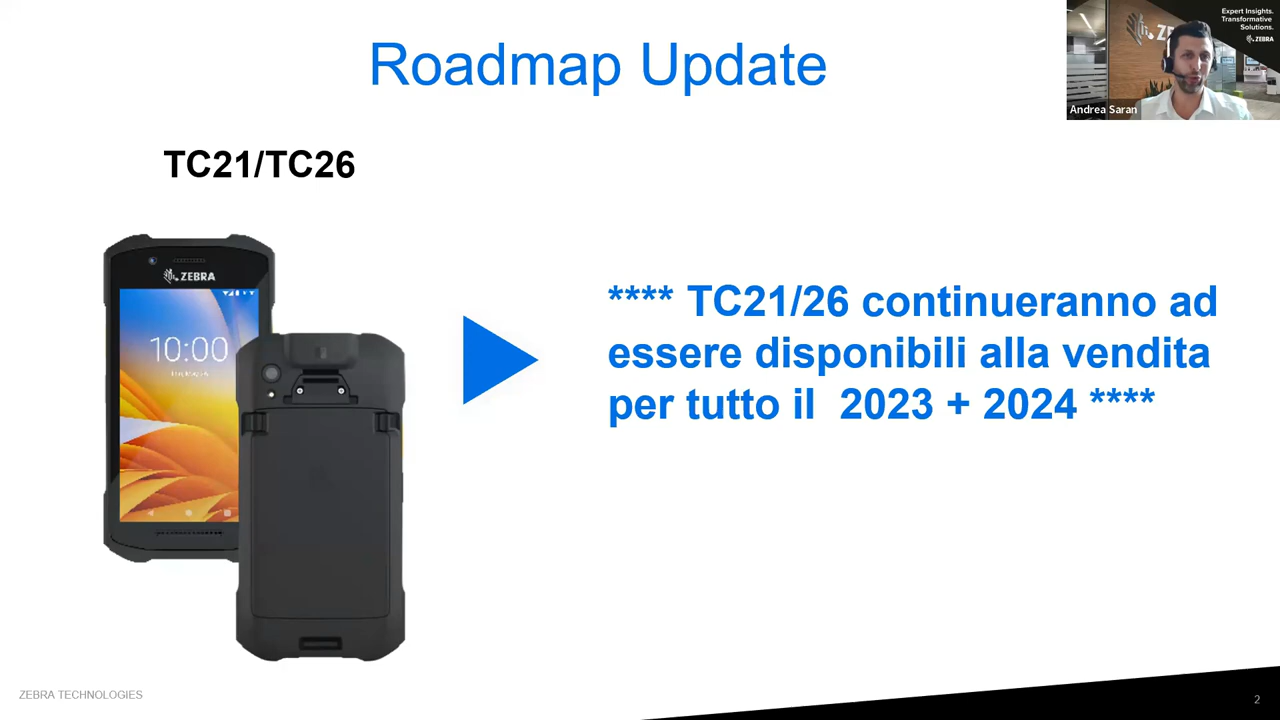 Roadmap Update
Expert Insights.
Transformative
Solutions.
ZEBRA
ZE
Andrea Saran
TC21/TC26
ZEBRA
10:00
**** TC21/26 continueranno ad
essere disponibili alla vendita
per tutto il 2023 + 2024 ****
ZEBRA TECHNOLOGIES
2